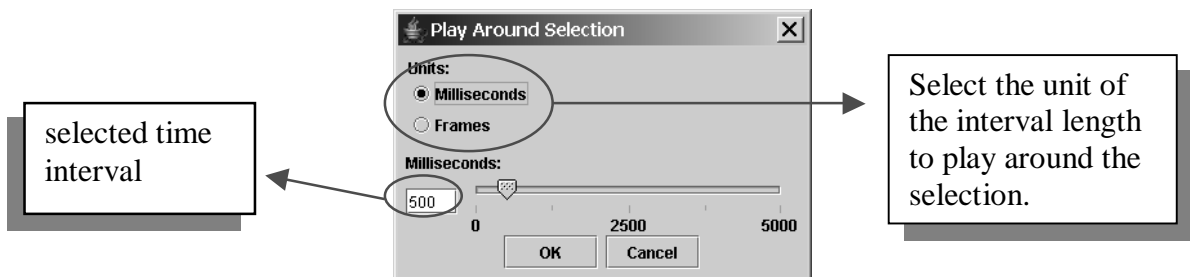 Play Around Selection
Units:
Milliseconds
Frames
Milliseconds:
500
0 2500 5000
OK Cancel
selected time
interval
Select the unit of
the interval length
to play around the
selection.